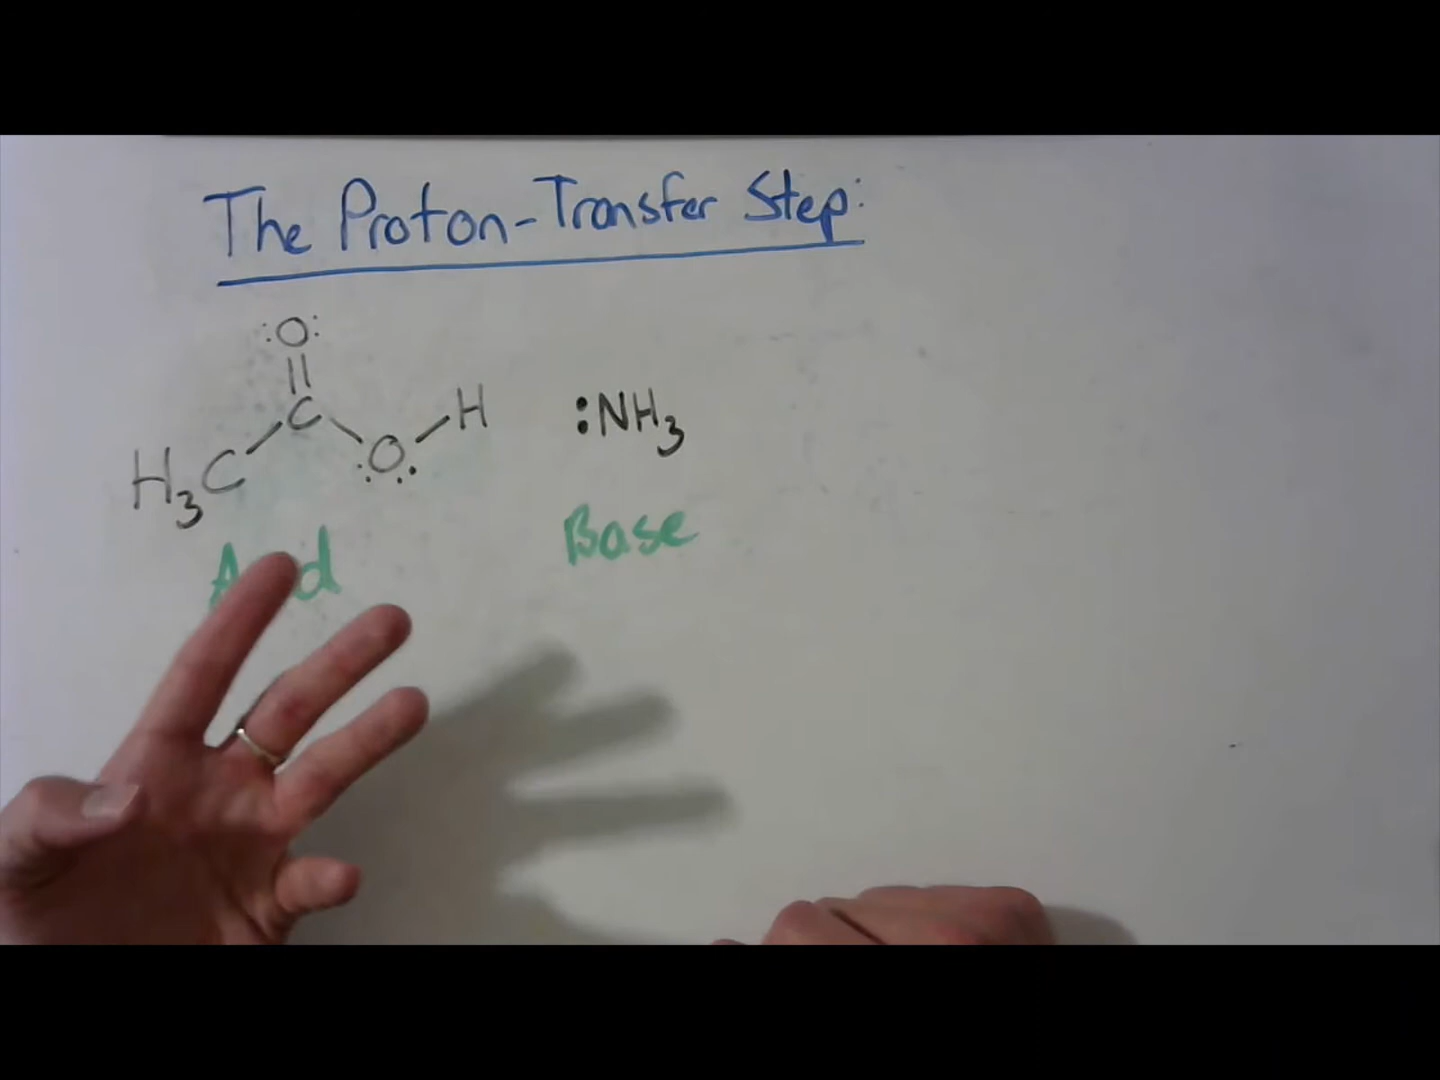 The Proton-Transfer Step:
:O:
C
H :NH3
H3C O
Base